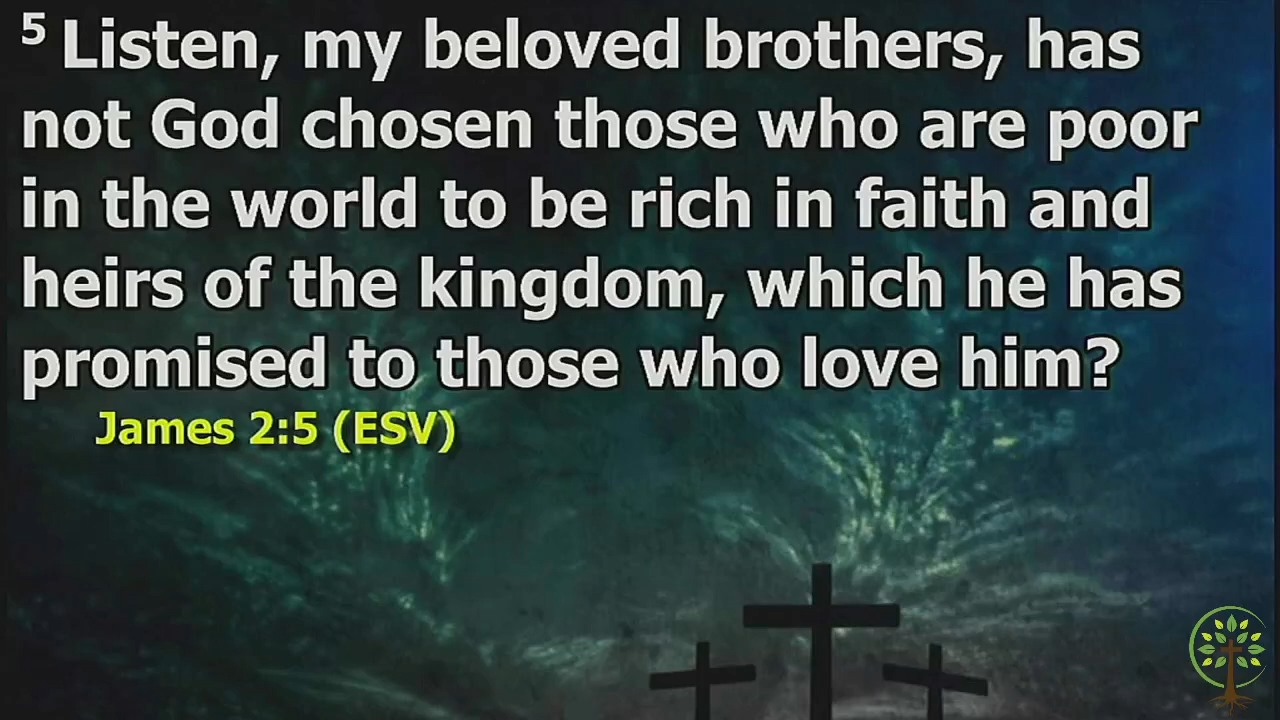 5 Listen, my beloved brothers, has
not God chosen those who are poor
in the world to be rich in faith and
heirs of the kingdom, which he has
promised to those who love him?
James 2:5 (ESV)